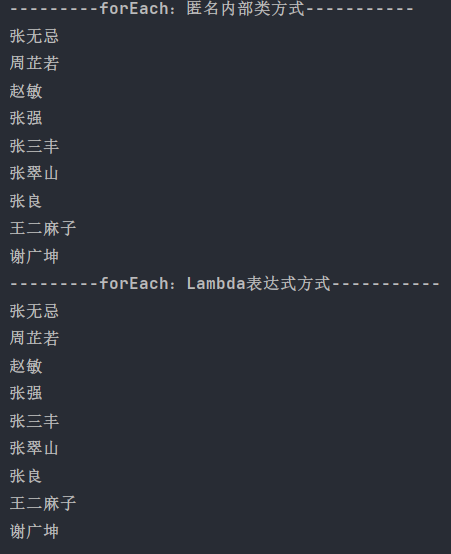 ---------forEach：匿名内部类方式-----------
张无忌
周芷若
赵敏
张强
张三丰
张翠山
张良
王二麻子
谢广坤
---------forEach：Lambda表达式方式-----------
张无忌
周芷若
赵敏
张强
张三丰
张翠山
张良
王二麻子
谢广坤